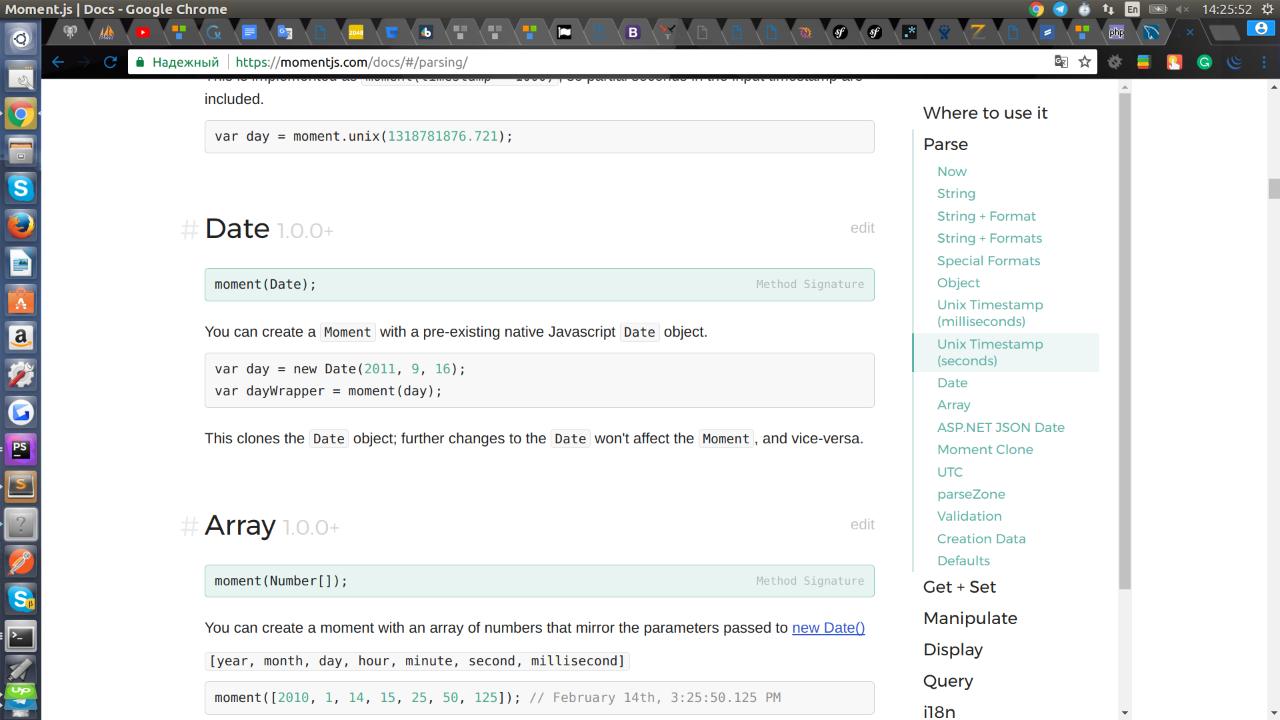 Moment.js | Docs - Google Chrome
En
14:25:52
Надежный
https://momentjs.com/docs/#/parsing/
included.
var day = moment.unix(1318781876.721);
# Date 1.0.0+
edit
moment(Date);
Method Signature
You can create a Moment with a pre-existing native Javascript Date object.
var day = new Date(2011, 9, 16);
var dayWrapper = moment(day);
This clones the Date object; further changes to the Date won't affect the Moment, and vice-versa.
# Array 1.0.0+
edit
moment(Number[]);
Method Signature
You can create a moment with an array of numbers that mirror the parameters passed to new Date()
[year, month, day, hour, minute, second, millisecond]
moment([2010, 1, 14, 15, 25, 50, 125]); // February 14th, 3:25:50.125 PM
Where to use it
Parse
Now
String
String + Format
String + Formats
Special Formats
Object
Unix Timestamp
(milliseconds)
Unix Timestamp
(seconds)
Date
Array
ASP.NET JSON Date
Moment Clone
UTC
parseZone
Validation
Creation Data
Defaults
Get + Set
Manipulate
Display
Query
i18n